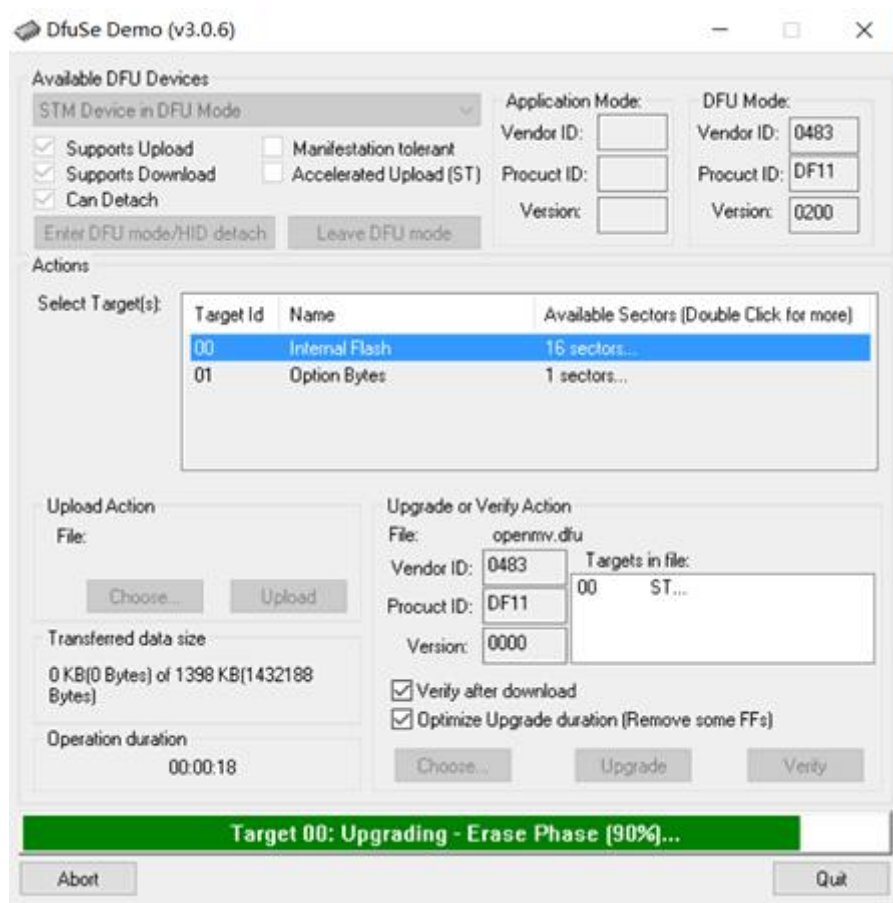 DfuSe Demo (v3.0.6)
Available DFU Devices
STM Device in DFU Mode
Supports Upload
Manifestation tolerant
Supports Download
Accelerated Upload (ST)
Can Detach
Enter DFU mode/HID detach
Leave DFU mode
Application Mode:
Vendor ID:
Procuct ID:
Version:
DFU Mode:
Vendor ID: 0483
Procuct ID: DF11
Version: 0200
Actions
Select Target(s):
Target Id Name Available Sectors (Double Click for more)
00 Internal Flash 16 sectors...
01 Option Bytes 1 sectors...
Upload Action
File:
Choose... Upload
Transferred data size
0 KB(0 Bytes) of 1398 KB(1432188
Bytes)
Operation duration
00:00:18
Upgrade or Verify Action
File: openmv.dfu
Vendor ID: 0483
Procuct ID: DF11
Version: 0000
Targets in file:
00 ST...
Verify after download
Optimize Upgrade duration (Remove some FFs)
Choose... Upgrade Verify
Target 00: Upgrading - Erase Phase (90%)...
Abort Quit